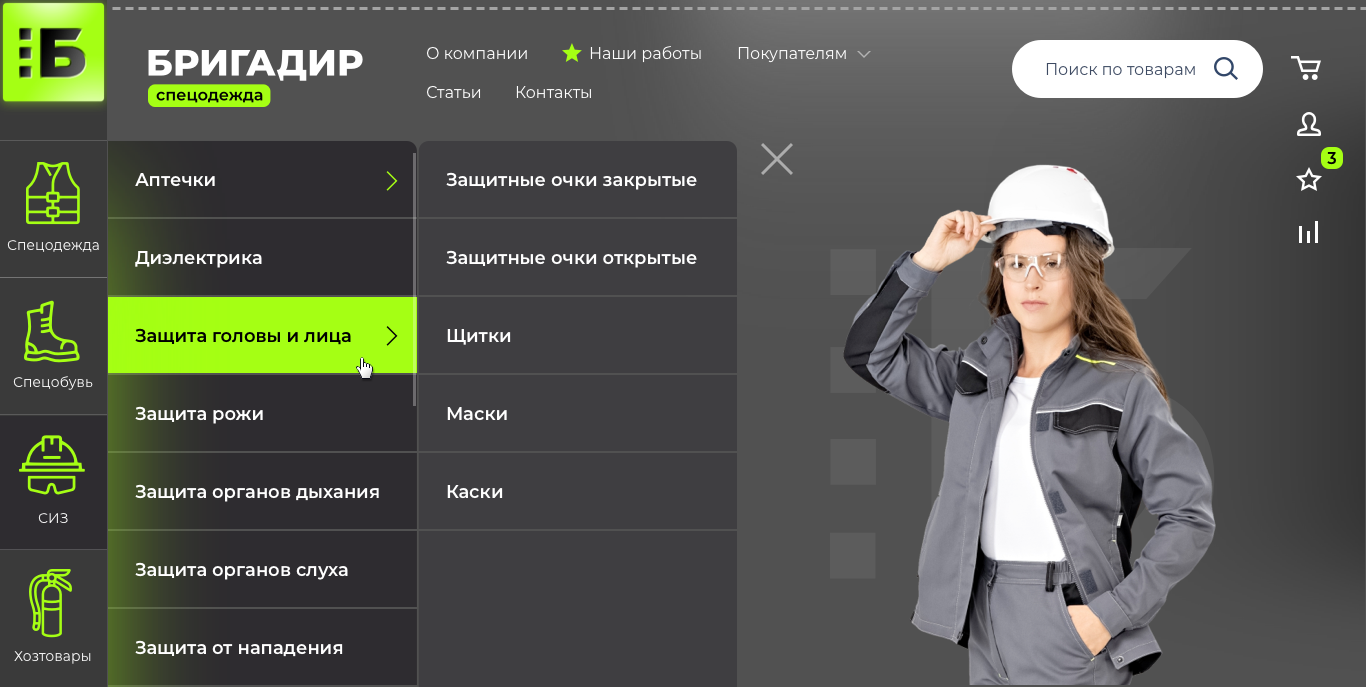 Б
БРИГАДИР
спецодежда
О компании
Наши работы
Покупателям
Статьи
Контакты
Поиск по товарам
3
Спецодежда
Спецобувь
СИЗ
Хозтовары
Аптечки
Диэлектрика
Защита головы и лица
Защита рожи
Защита органов дыхания
Защита органов слуха
Защита от нападения
Защитные очки закрытые
Защитные очки открытые
Щитки
Маски
Каски